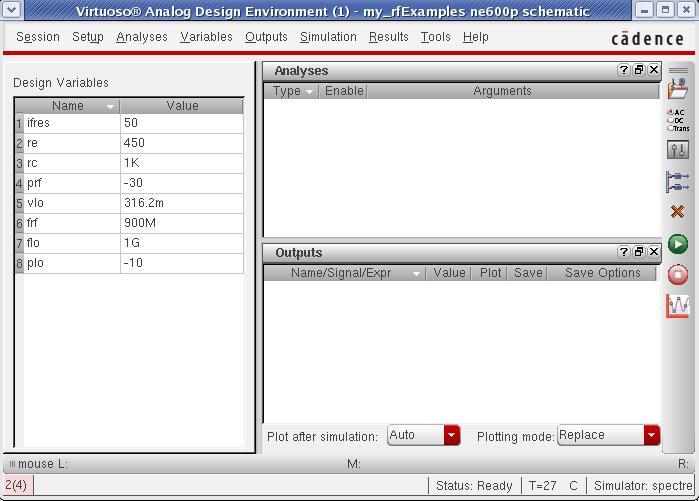 Virtuoso® Analog Design Environment (1) - my_rfExamples ne600p schematic
Session Setup Analyses Variables Outputs Simulation Results Tools Help
cādence
Design Variables
Name Value
1 ifres 50
2 re 450
3 rc 1K
4 prf -30
5 vlo 316.2m
6 frf 900M
7 flo 1G
8 plo -10
Analyses
Type Enable Arguments
Outputs
Name/Signal/Expr Value Plot Save Save Options
Plot after simulation: Auto Plotting mode: Replace
AC
DC
Trans
mouse L: M: R:
2(4) Status: Ready T=27 C Simulator: spectre